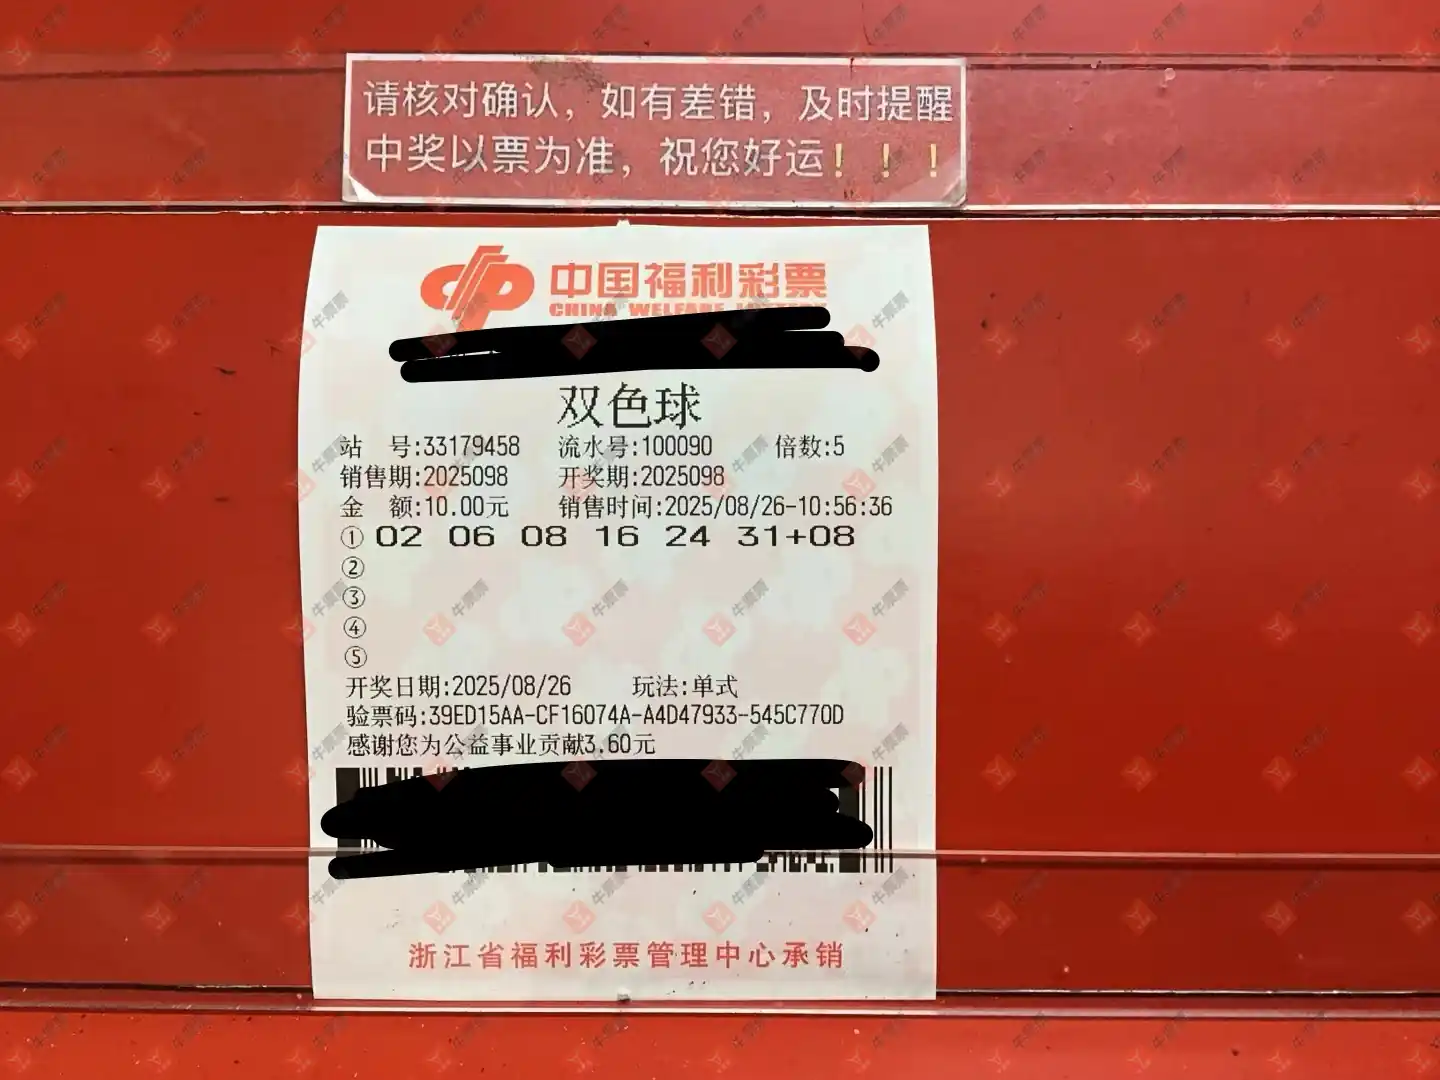 请核对确认，如有差错，及时提醒
中奖以票为准，祝您好运！！！
中国福利彩票
CHINA WELFARE LOTTERY
双色球
站 号:33179458 流水号:100090 倍数:5
销售期:2025098 开奖期:2025098
金 额:10.00元 销售时间:2025/08/26-10:56:36
① 02 06 08 16 24 31+08
②
③
④
⑤
开奖日期:2025/08/26 玩法:单式
验票码:39ED15AA-CF16074A-A4D47933-545C770D
感谢您为公益事业贡献3.60元
浙江省福利彩票管理中心承销
牛票票